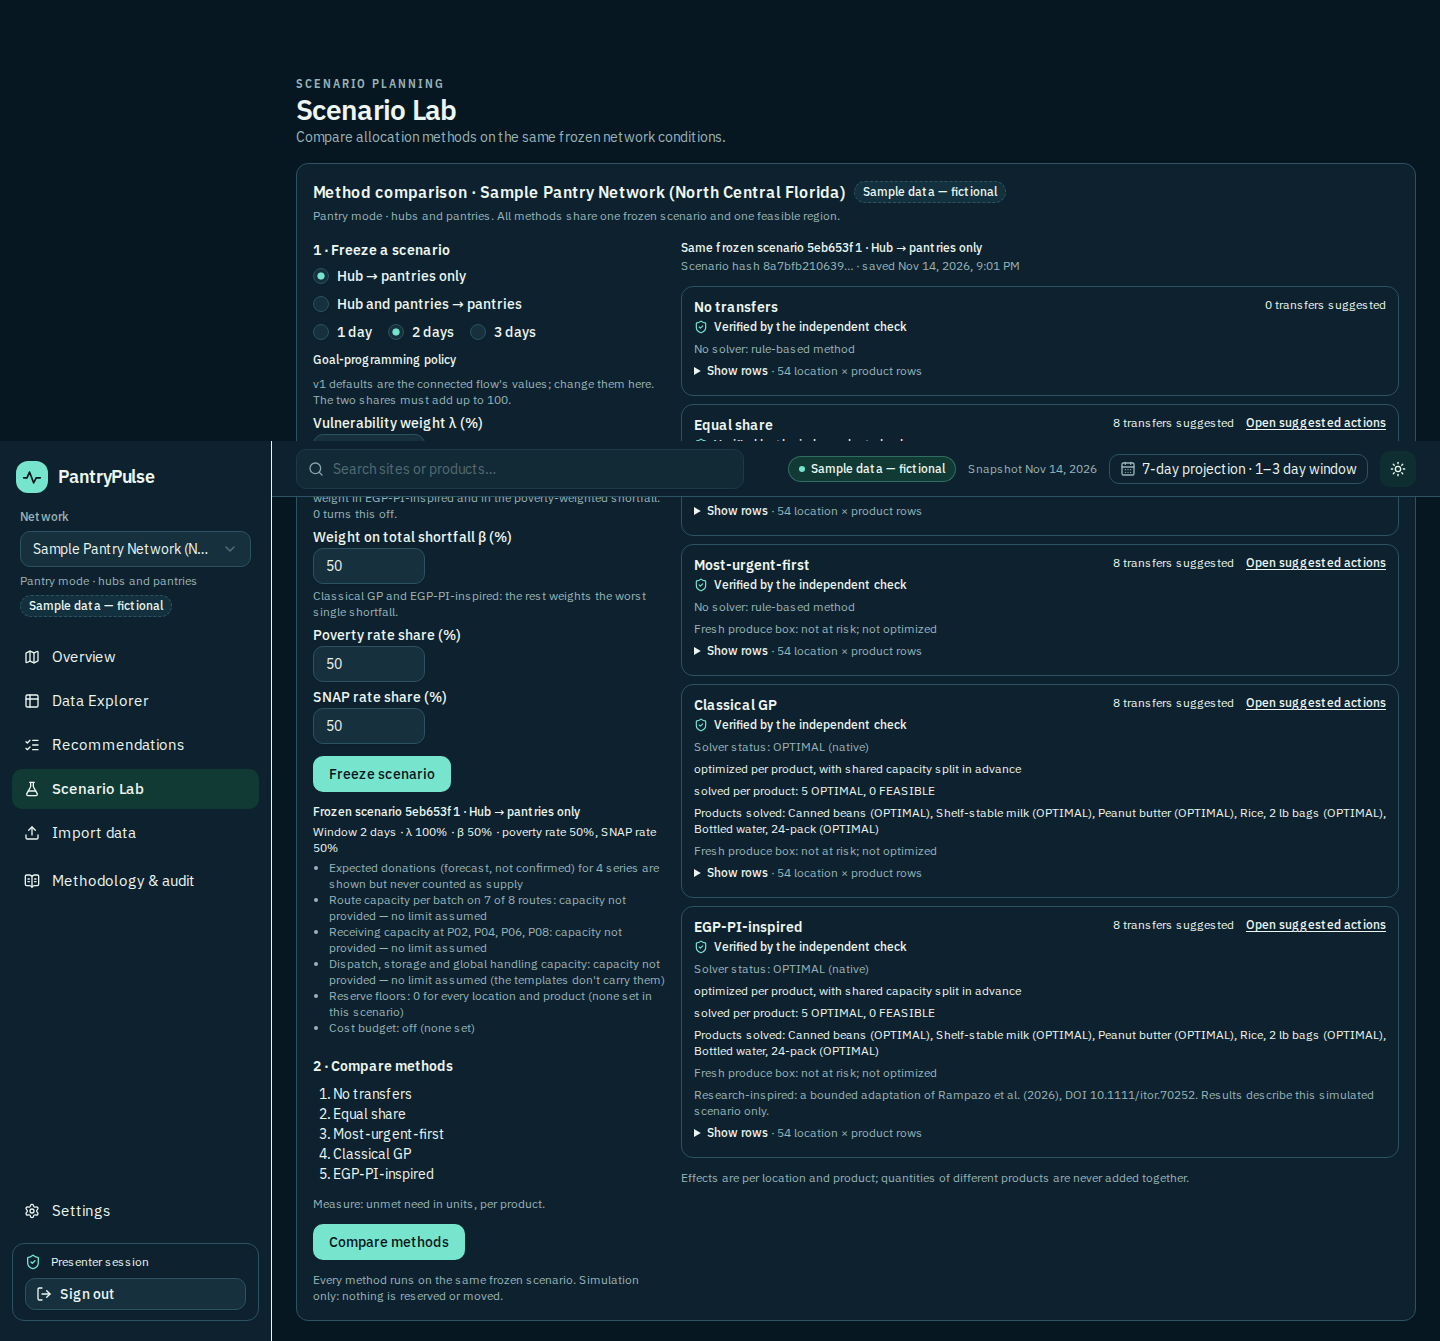 SCENARIO PLANNING
Scenario Lab
Compare allocation methods on the same frozen network conditions.
Method comparison · Sample Pantry Network (North Central Florida)
Sample data — fictional
Pantry mode · hubs and pantries. All methods share one frozen scenario and one feasible region.
1 · Freeze a scenario
Hub → pantries only
Hub and pantries → pantries
1 day
2 days
3 days
Goal-programming policy
v1 defaults are the connected flow's values; change them here.
The two shares must add up to 100.
Vulnerability weight λ (%)
weight in EGP-PI-inspired and in the poverty-weighted shortfall.
0 turns this off.
Weight on total shortfall β (%)
50
Classical GP and EGP-PI-inspired: the rest weights the worst
single shortfall.
Poverty rate share (%)
50
SNAP rate share (%)
50
Freeze scenario
Frozen scenario 5eb653f1 · Hub → pantries only
Window 2 days · λ 100% · β 50% · poverty rate 50%, SNAP rate
50%
• Expected donations (forecast, not confirmed) for 4 series are
shown but never counted as supply
• Route capacity per batch on 7 of 8 routes: capacity not
provided — no limit assumed
• Receiving capacity at P02, P04, P06, P08: capacity not
provided — no limit assumed
• Dispatch, storage and global handling capacity: capacity not
provided — no limit assumed (the templates don't carry them)
• Reserve floors: 0 for every location and product (none set in
this scenario)
• Cost budget: off (none set)
2 · Compare methods
1. No transfers
2. Equal share
3. Most-urgent-first
4. Classical GP
5. EGP-PI-inspired
Measure: unmet need in units, per product.
Compare methods
Every method runs on the same frozen scenario. Simulation
only: nothing is reserved or moved.
Same frozen scenario 5eb653f1 · Hub → pantries only
Scenario hash 8a7bfb210639... · saved Nov 14, 2026, 9:01 PM
No transfers
0 transfers suggested
Verified by the independent check
No solver: rule-based method
Show rows · 54 location × product rows
Equal share
8 transfers suggested
Open suggested actions
Show rows · 54 location × product rows
Most-urgent-first
8 transfers suggested
Open suggested actions
Verified by the independent check
No solver: rule-based method
Fresh produce box: not at risk; not optimized
Show rows · 54 location × product rows
Classical GP
8 transfers suggested
Open suggested actions
Verified by the independent check
Solver status: OPTIMAL (native)
optimized per product, with shared capacity split in advance
solved per product: 5 OPTIMAL, 0 FEASIBLE
Products solved: Canned beans (OPTIMAL), Shelf-stable milk (OPTIMAL), Peanut butter (OPTIMAL), Rice, 2 lb bags (OPTIMAL),
Bottled water, 24-pack (OPTIMAL)
Fresh produce box: not at risk; not optimized
Show rows · 54 location × product rows
EGP-PI-inspired
8 transfers suggested
Open suggested actions
Verified by the independent check
Solver status: OPTIMAL (native)
optimized per product, with shared capacity split in advance
solved per product: 5 OPTIMAL, 0 FEASIBLE
Products solved: Canned beans (OPTIMAL), Shelf-stable milk (OPTIMAL), Peanut butter (OPTIMAL), Rice, 2 lb bags (OPTIMAL),
Bottled water, 24-pack (OPTIMAL)
Fresh produce box: not at risk; not optimized
Research-inspired: a bounded adaptation of Rampazo et al. (2026), DOI 10.1111/itor.70252. Results describe this simulated
scenario only.
Show rows · 54 location × product rows
Effects are per location and product; quantities of different products are never added together.
Search sites or products...
Sample data — fictional
Snapshot Nov 14, 2026
7-day projection · 1–3 day window
PantryPulse
Network
Sample Pantry Network (N...
Pantry mode · hubs and pantries
Sample data — fictional
Overview
Data Explorer
Recommendations
Scenario Lab
Import data
Methodology & audit
Settings
Presenter session
Sign out